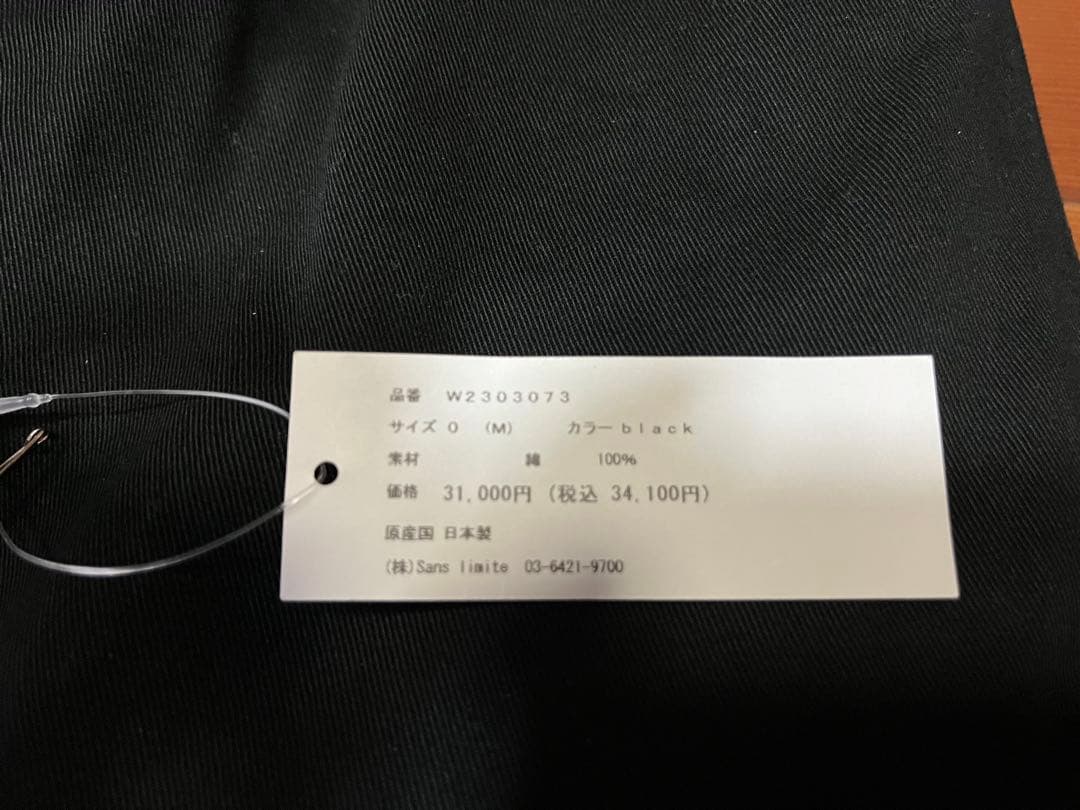 品番 W2303073
サイズ 0 (M) カラー black
素材 綿 100%
価格 31,000円 (税込 34,100円)
原産国 日本製
(株)Sans limite 03-6421-9700